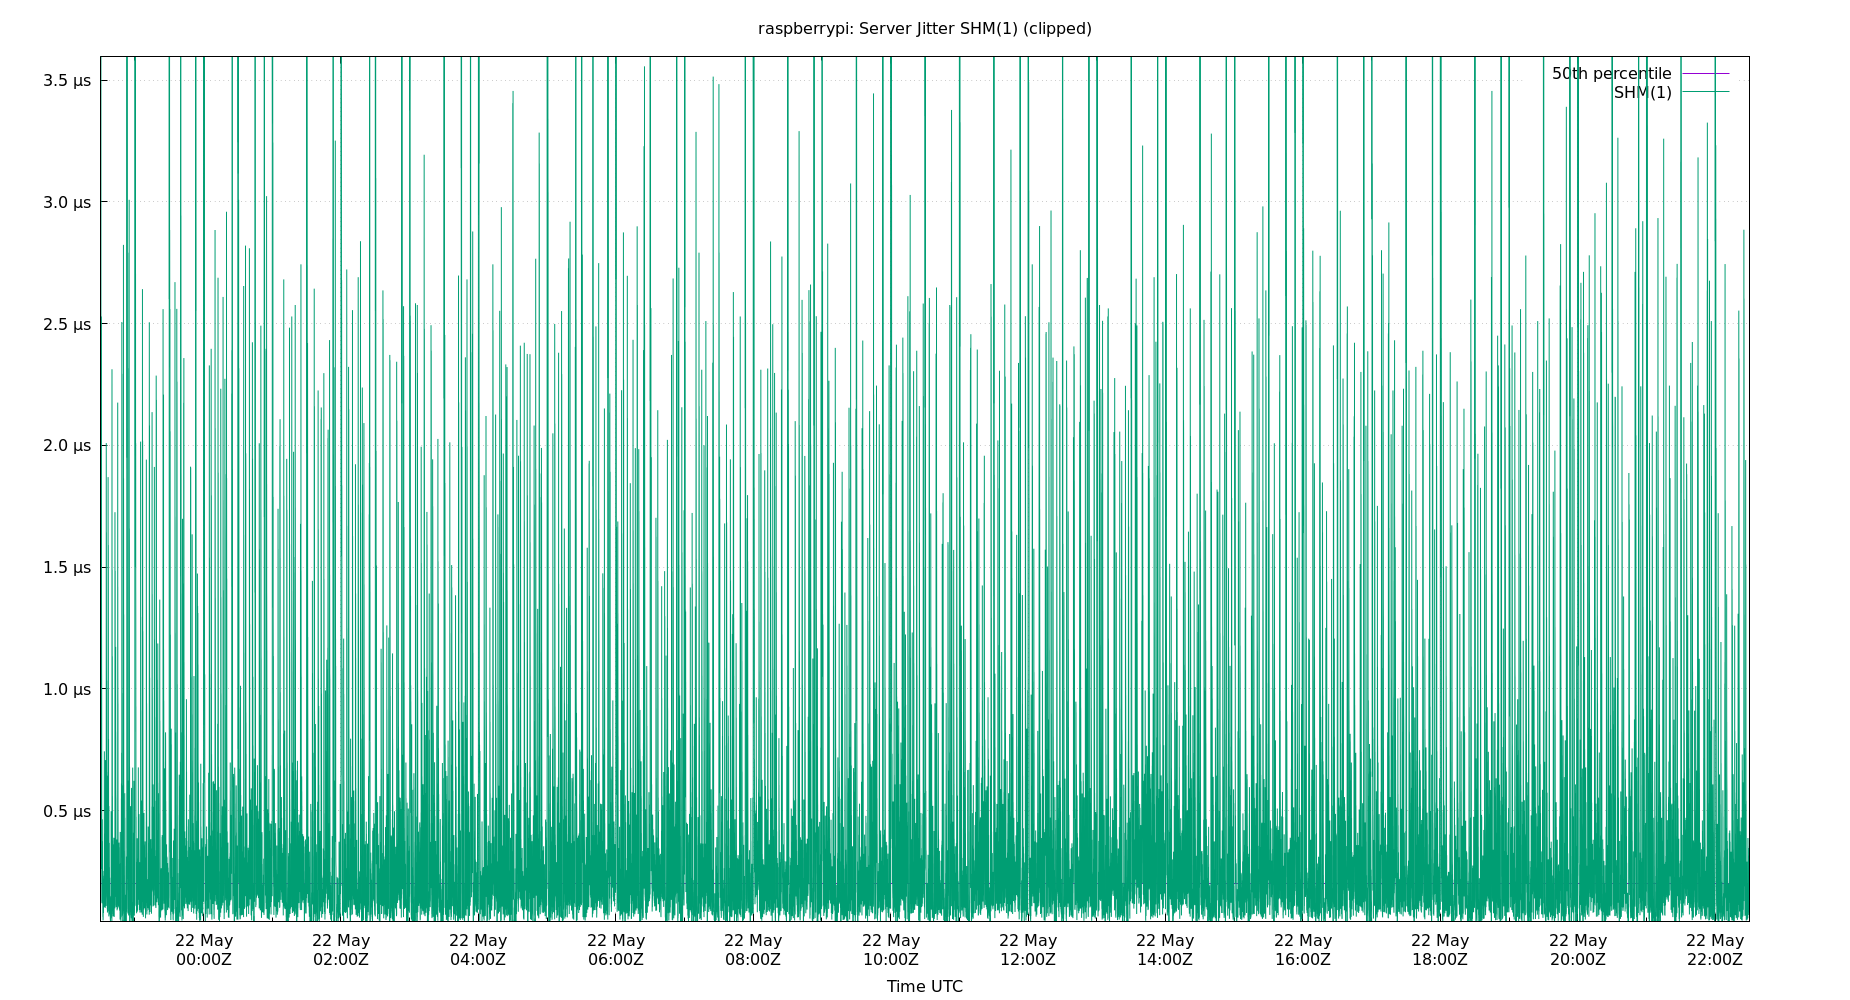 raspberrypi: Server Jitter SHM(1) (clipped)
50th percentile
SHM(1)
3.5 µs
3.0 µs
2.5 µs
2.0 µs
1.5 µs
1.0 µs
0.5 µs
22 May 22 May 22 May 22 May 22 May 22 May 22 May 22 May 22 May 22 May 22 May 22 May
00:00Z 02:00Z 04:00Z 06:00Z 08:00Z 10:00Z 12:00Z 14:00Z 16:00Z 18:00Z 20:00Z 22:00Z
Time UTC